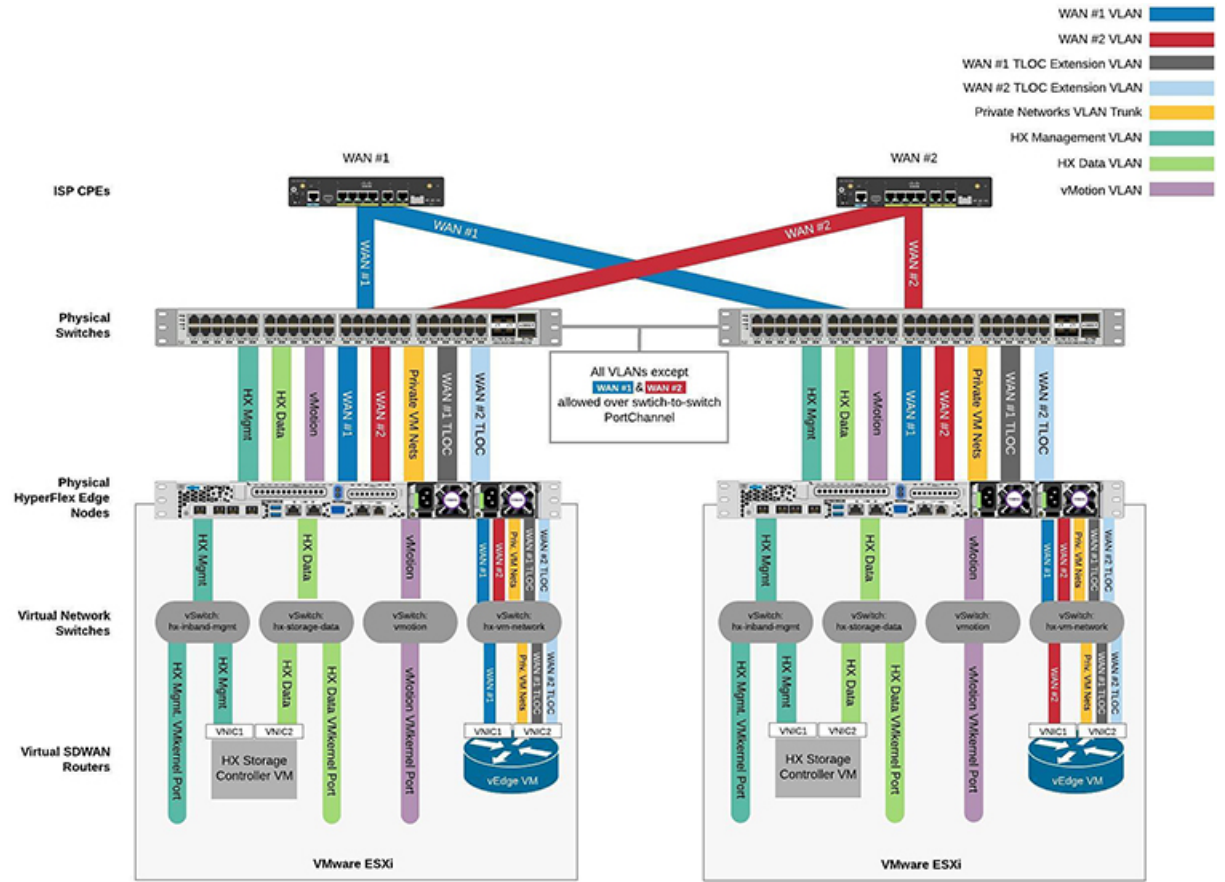 WAN #1 VLAN
WAN #2 VLAN
WAN #1 TLOC Extension VLAN
WAN #2 TLOC Extension VLAN
Private Networks VLAN Trunk
HX Management VLAN
HX Data VLAN
vMotion VLAN
WAN #1
WAN #2
ISP CPEs
WAN #1
WAN #2
WAN #1
WAN #2
Physical
Switches
All VLANs except
WAN #1 & WAN #2
allowed over swtich-to-switch
PortChannel
HX Mgmt
HX Data
vMotion
WAN #1
WAN #2
Private VM Nets
WAN #1 TLOC
WAN #2 TLOC
HX Mgmt
HX Data
vMotion
WAN #1
WAN #2
Private VM Nets
WAN #1 TLOC
WAN #2 TLOC
Physical
HyperFlex Edge
Nodes
HX Mgmt
HX Data
vMotion
WAN #1
WAN #2
Priv. VM Nets
WAN #1 TLOC
WAN #2 TLOC
HX Mgmt
HX Data
vMotion
WAN #1
WAN #2
Priv. VM Nets
WAN #1 TLOC
WAN #2 TLOC
Virtual Network
Switches
vSwitch:
hx-inband-mgmt
vSwitch:
hx-storage-data
vSwitch:
vmotion
vSwitch:
hx-vm-network
vSwitch:
hx-inband-mgmt
vSwitch:
hx-storage-data
vSwitch:
vmotion
vSwitch:
hx-vm-network
HX Mgmt, VMkernel Port
HX Mgmt
HX Data
HX Data VMkernel Port
vMotion VMkernel Port
WAN #1
Priv. VM Nets
WAN #1 TLOC
WAN #2 TLOC
HX Mgmt, VMkernel Port
HX Mgmt
HX Data
HX Data VMkernel Port
vMotion VMkernel Port
WAN #2
Priv. VM Nets
WAN #1 TLOC
WAN #2 TLOC
Virtual SDWAN
Routers
VNIC1
VNIC2
HX Storage
Controller VM
VNIC1
VNIC2
vEdge VM
VNIC1
VNIC2
HX Storage
Controller VM
VNIC1
VNIC2
vEdge VM
VMware ESXi
VMware ESXi